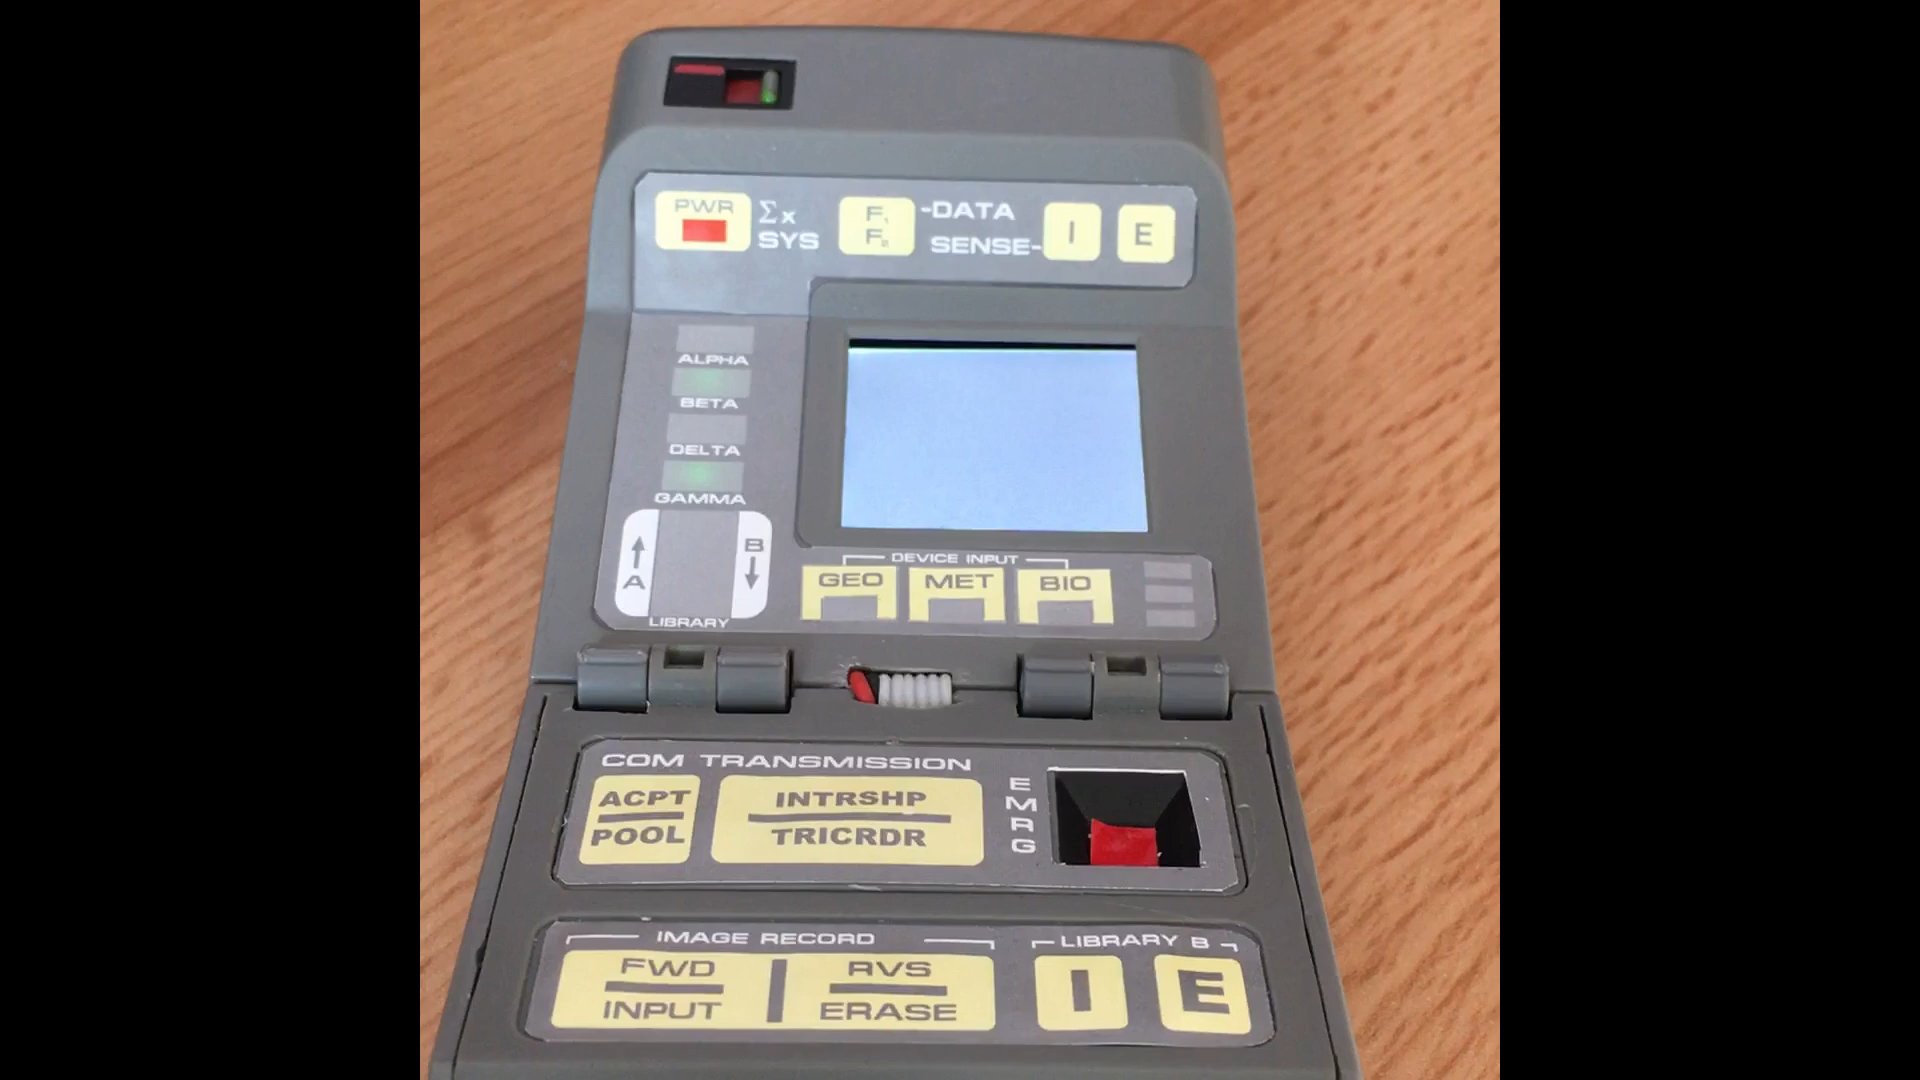 PWR
Σx
SYS
F1
F2
-DATA
SENSE-
I
E
ALPHA
BETA
DELTA
GAMMA
A
B
LIBRARY
DEVICE INPUT
GEO
MET
BIO
COM TRANSMISSION
ACPT
POOL
INTRSHP
TRICRDR
EMRG
IMAGE RECORD
FWD
INPUT
RVS
ERASE
LIBRARY B
I
E